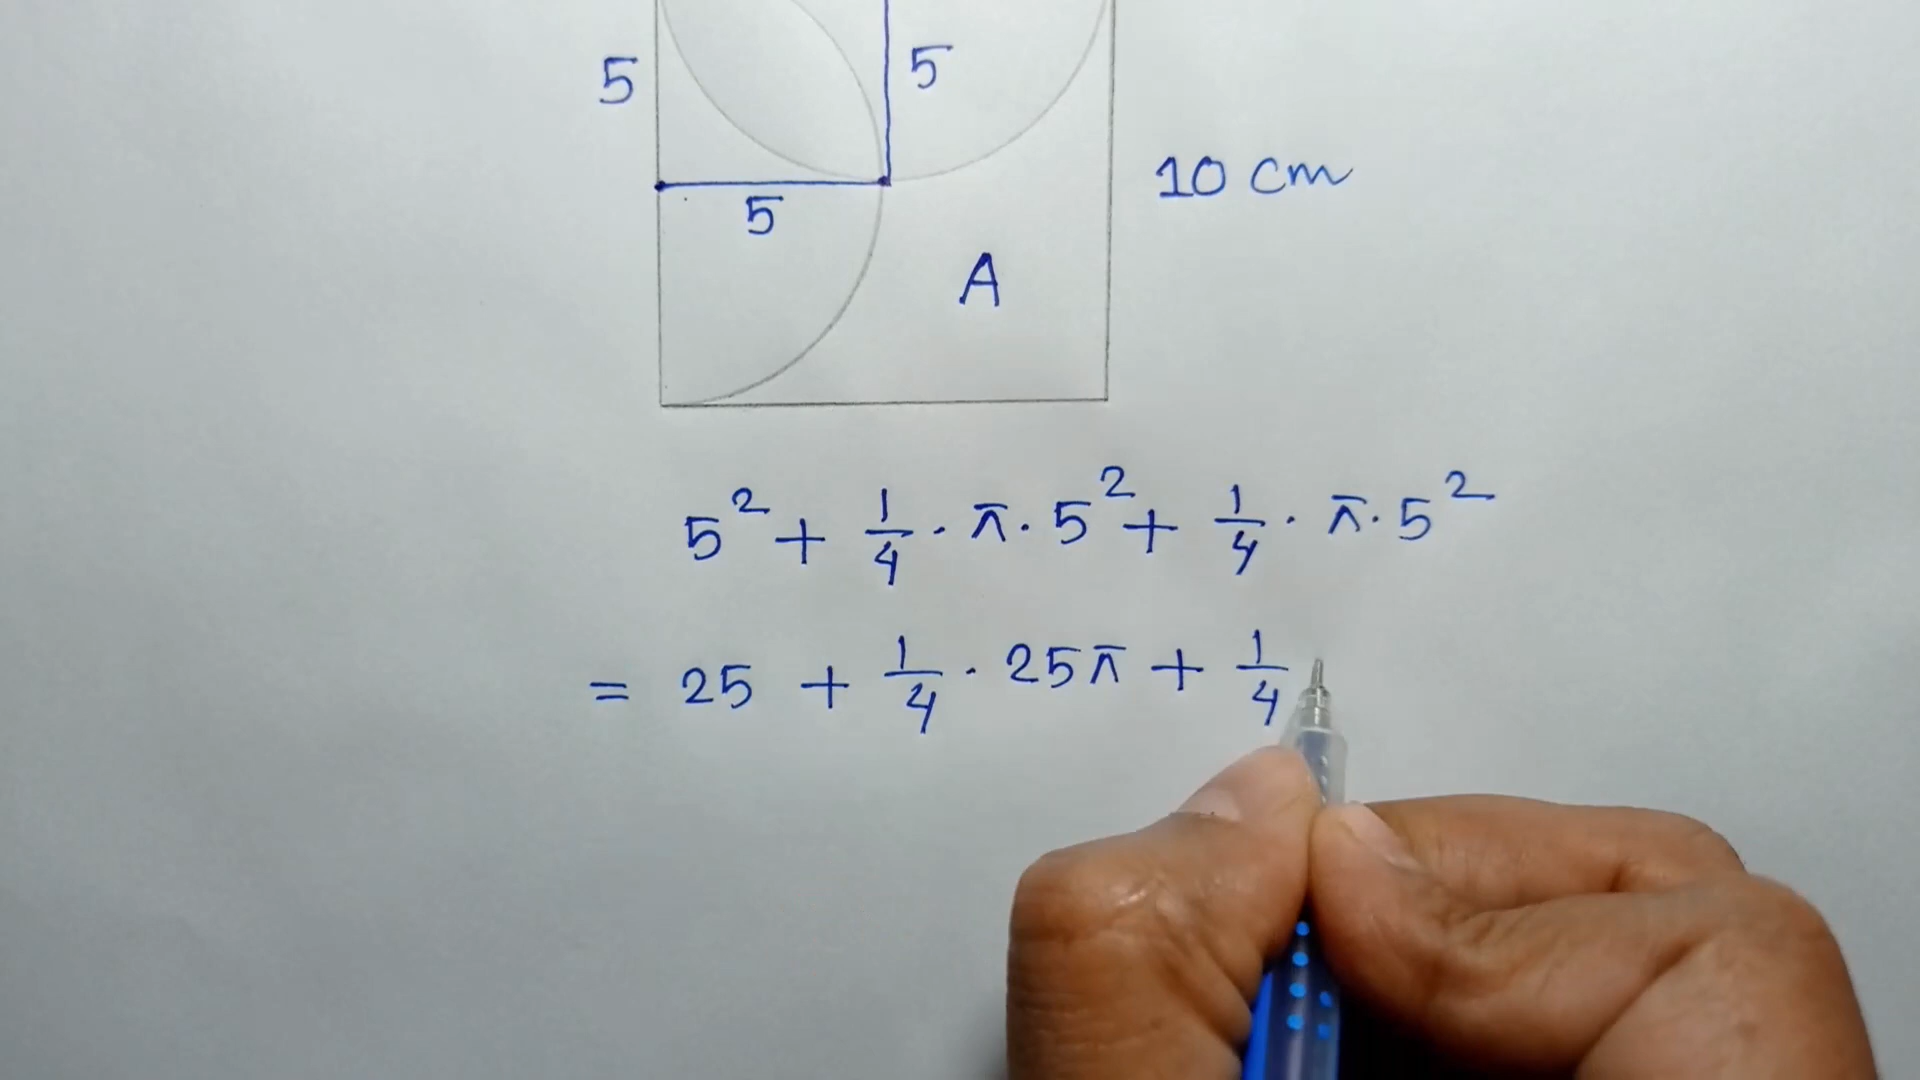 5 5
10 cm
5
A
5² + 1/4 · π · 5² + 1/4 · π · 5²
= 25 + 1/4 · 25π + 1/4